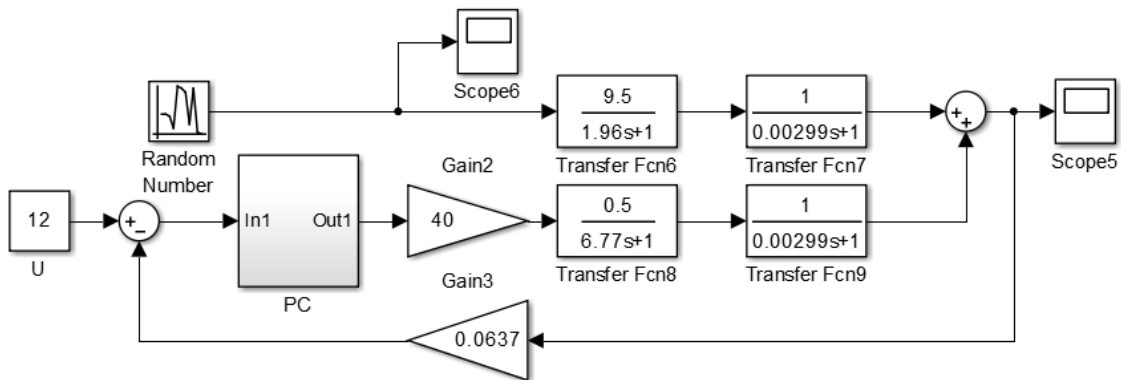 Scope6
9.5
1.96s+1
1
0.00299s+1
Random
Number
Transfer Fcn6
Transfer Fcn7
Scope5
12
U
In1
Out1
PC
Gain2
40
0.5
6.77s+1
1
0.00299s+1
Transfer Fcn8
Transfer Fcn9
Gain3
0.0637